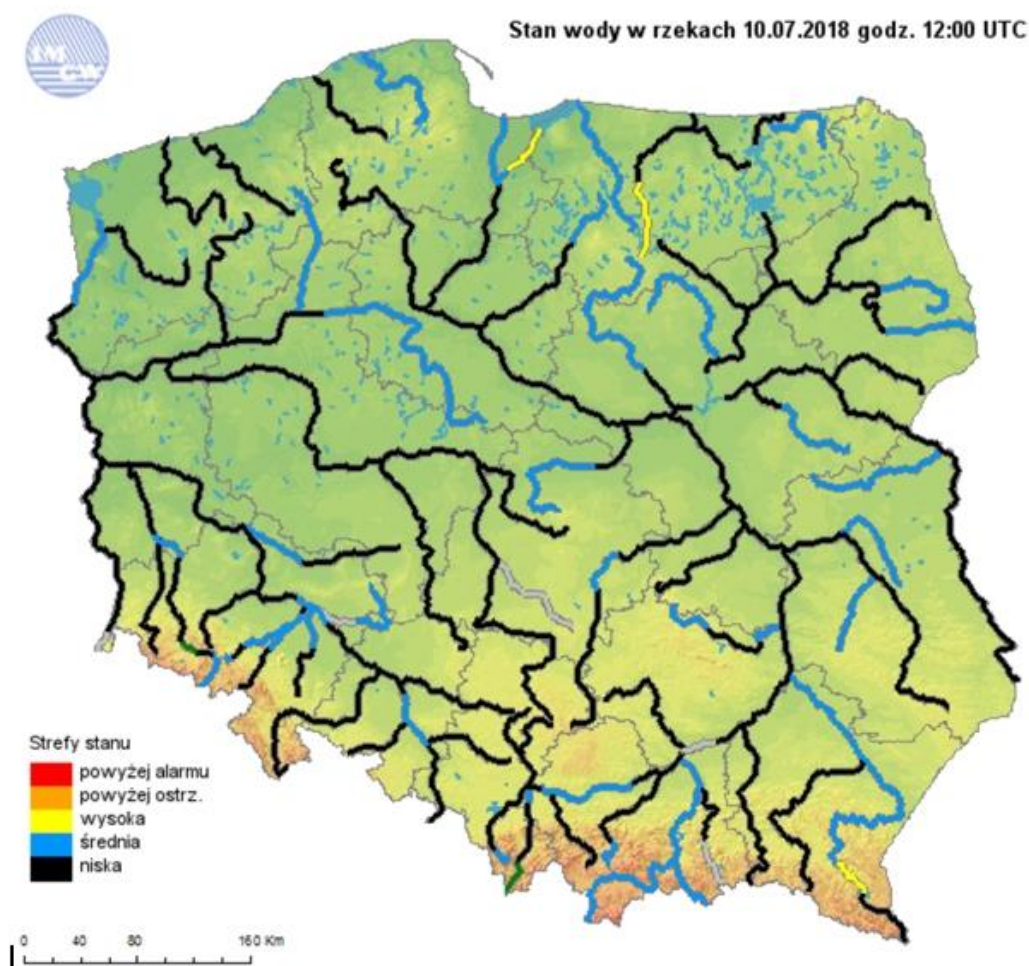 IMGW
Stan wody w rzekach 10.07.2018 godz. 12:00 UTC
Strefy stanu
powyżej alarmu
powyżej ostrz.
wysoka
średnia
niska
0 40 80 160 Km